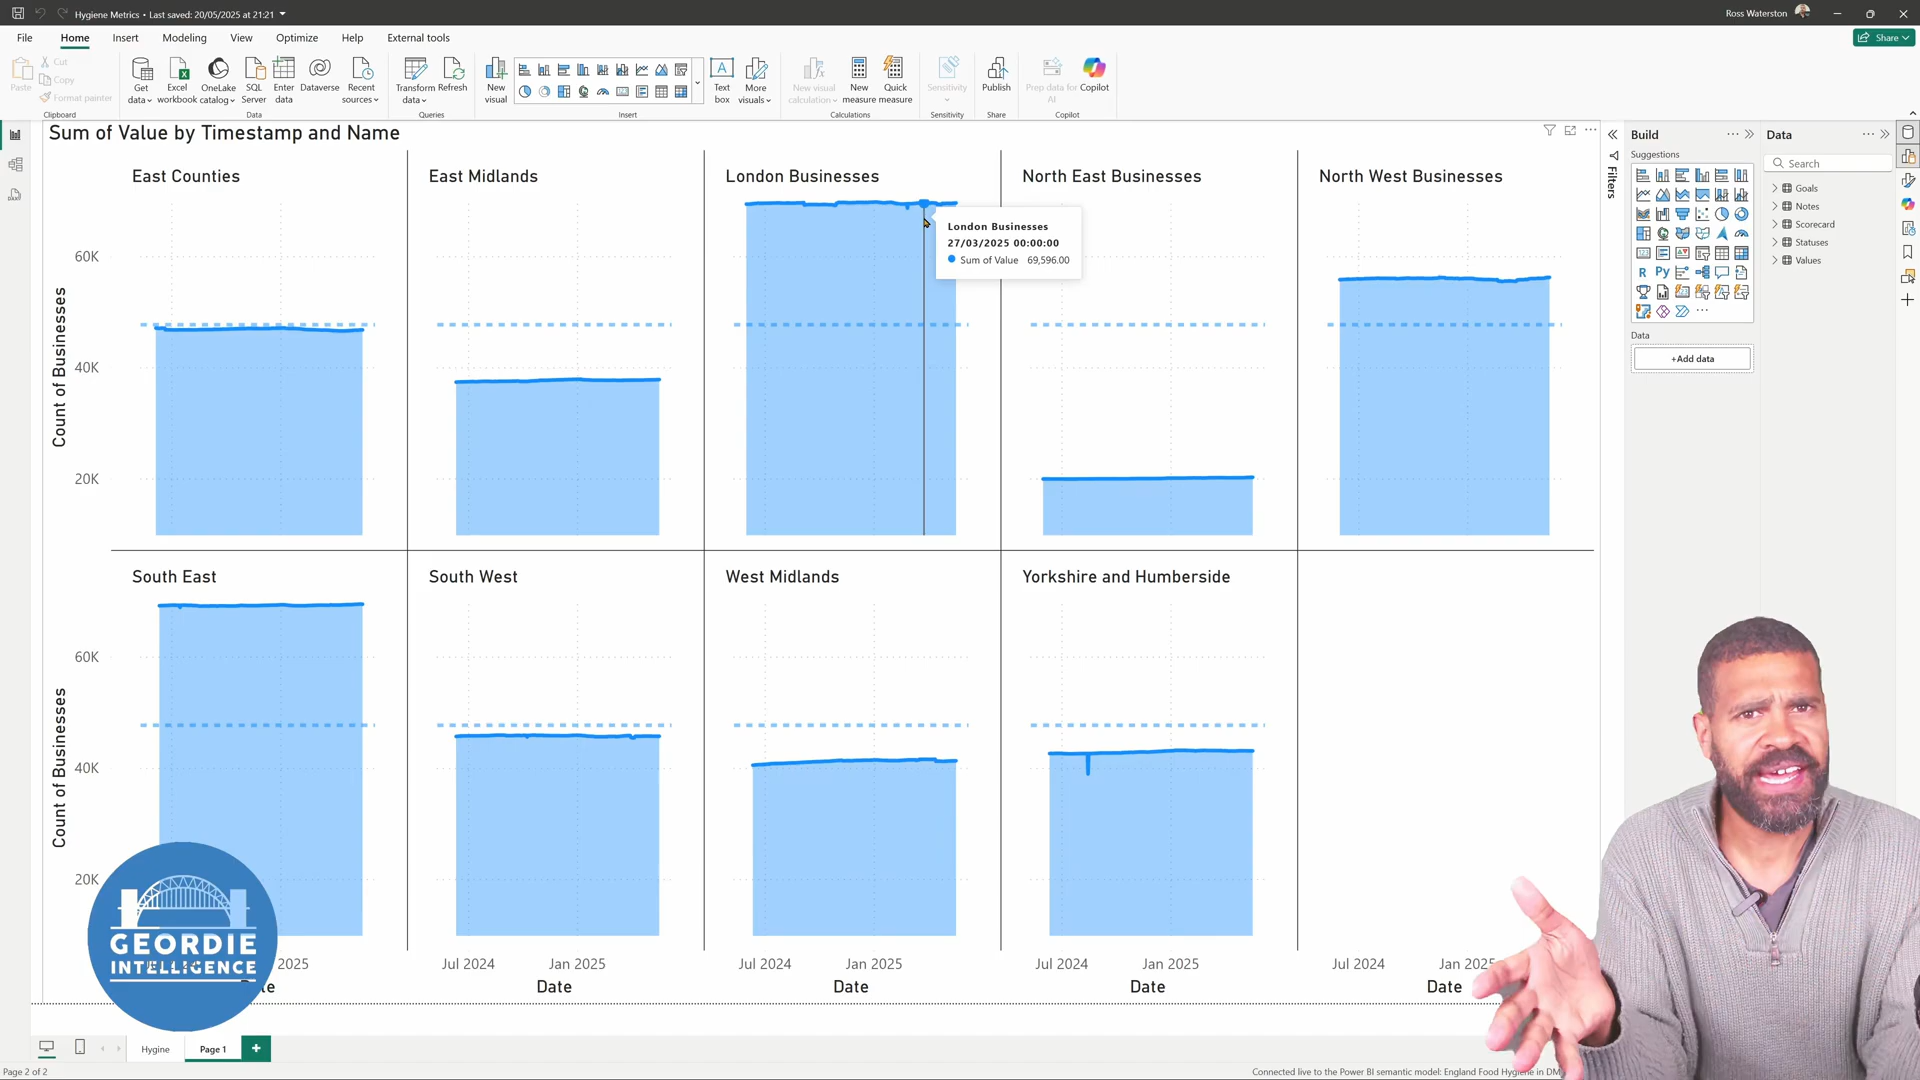 Hygiene Metrics • Last saved: 20/05/2025 at 21:21
Ross Waterston
File
Home
Insert
Modeling
View
Optimize
Help
External tools
Share
Paste
Cut
Copy
Format painter
Get data
Excel workbook
OneLake catalog
SQL Server
Enter data
Dataverse
Recent sources
Transform data
Refresh
New visual
Text box
More visuals
New visual calculation
New measure
Quick measure
Sensitivity
Publish
Prep data for AI
Copilot
Clipboard
Data
Queries
Insert
Calculations
Sensitivity
Share
Copilot
Sum of Value by Timestamp and Name
East Counties
East Midlands
London Businesses
North East Businesses
North West Businesses
London Businesses
27/03/2025 00:00:00
Sum of Value 69,596.00
60K
40K
20K
Count of Businesses
South East
South West
West Midlands
Yorkshire and Humberside
60K
40K
20K
Count of Businesses
2025
Jul 2024
Jan 2025
Jul 2024
Jan 2025
Jul 2024
Jan 2025
Jul 2024
Jan 2025
Date
Date
Date
Date
GEORDIE
INTELLIGENCE
Filters
Build
Suggestions
R
Py
Data
+Add data
Data
Search
Goals
Notes
Scorecard
Statuses
Values
Hygine
Page 1
Page 2 of 2
Connected live to the Power BI semantic model: England Food Hygiene in DM